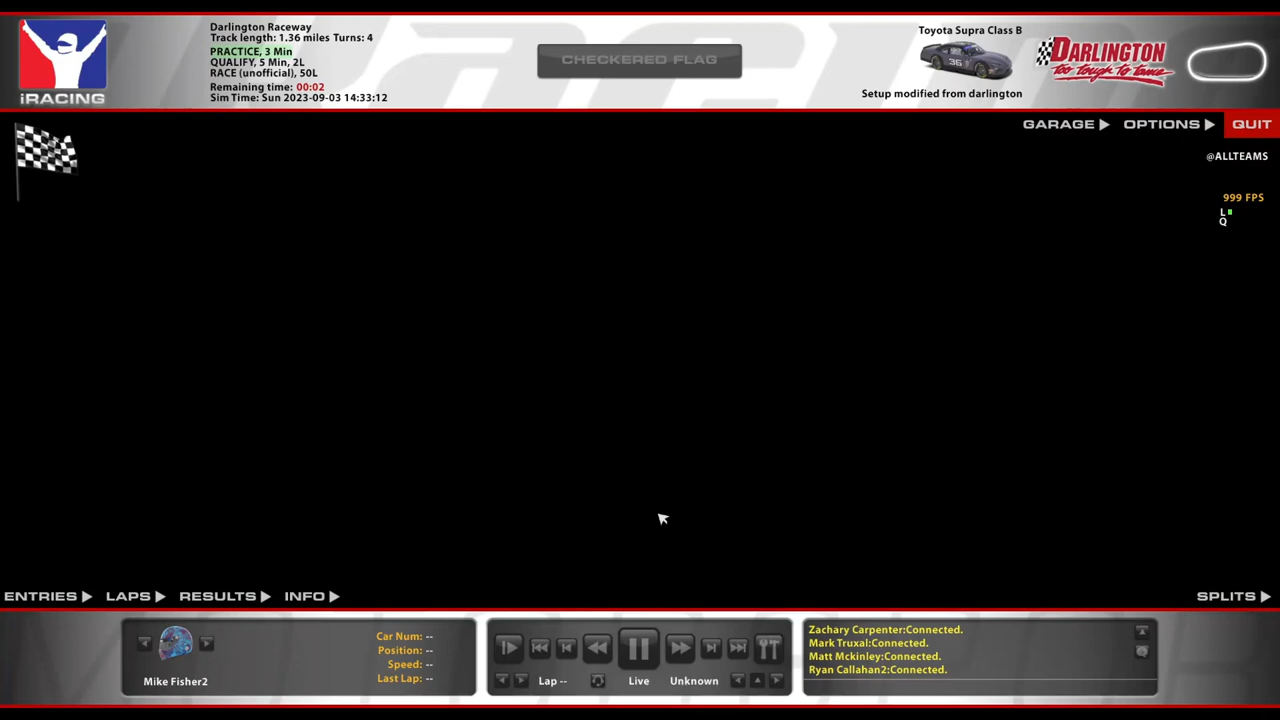 iRACING
Darlington Raceway
Track length: 1.36 miles Turns: 4
PRACTICE, 3 Min
QUALIFY, 5 Min, 2L
RACE (unofficial), 50L
Remaining time: 00:02
Sim Time: Sun 2023-09-03 14:33:12
CHECKERED FLAG
Toyota Supra Class B
36
Setup modified from darlington
DARLINGTON
too tough to tame
GARAGE
OPTIONS
QUIT
@ALLTEAMS
999 FPS
L
Q
ENTRIES
LAPS
RESULTS
INFO
SPLITS
Mike Fisher2
Car Num: --
Position: --
Speed: --
Last Lap: --
Lap --
Live
Unknown
Zachary Carpenter:Connected.
Mark Truxal:Connected.
Matt Mckinley:Connected.
Ryan Callahan2:Connected.